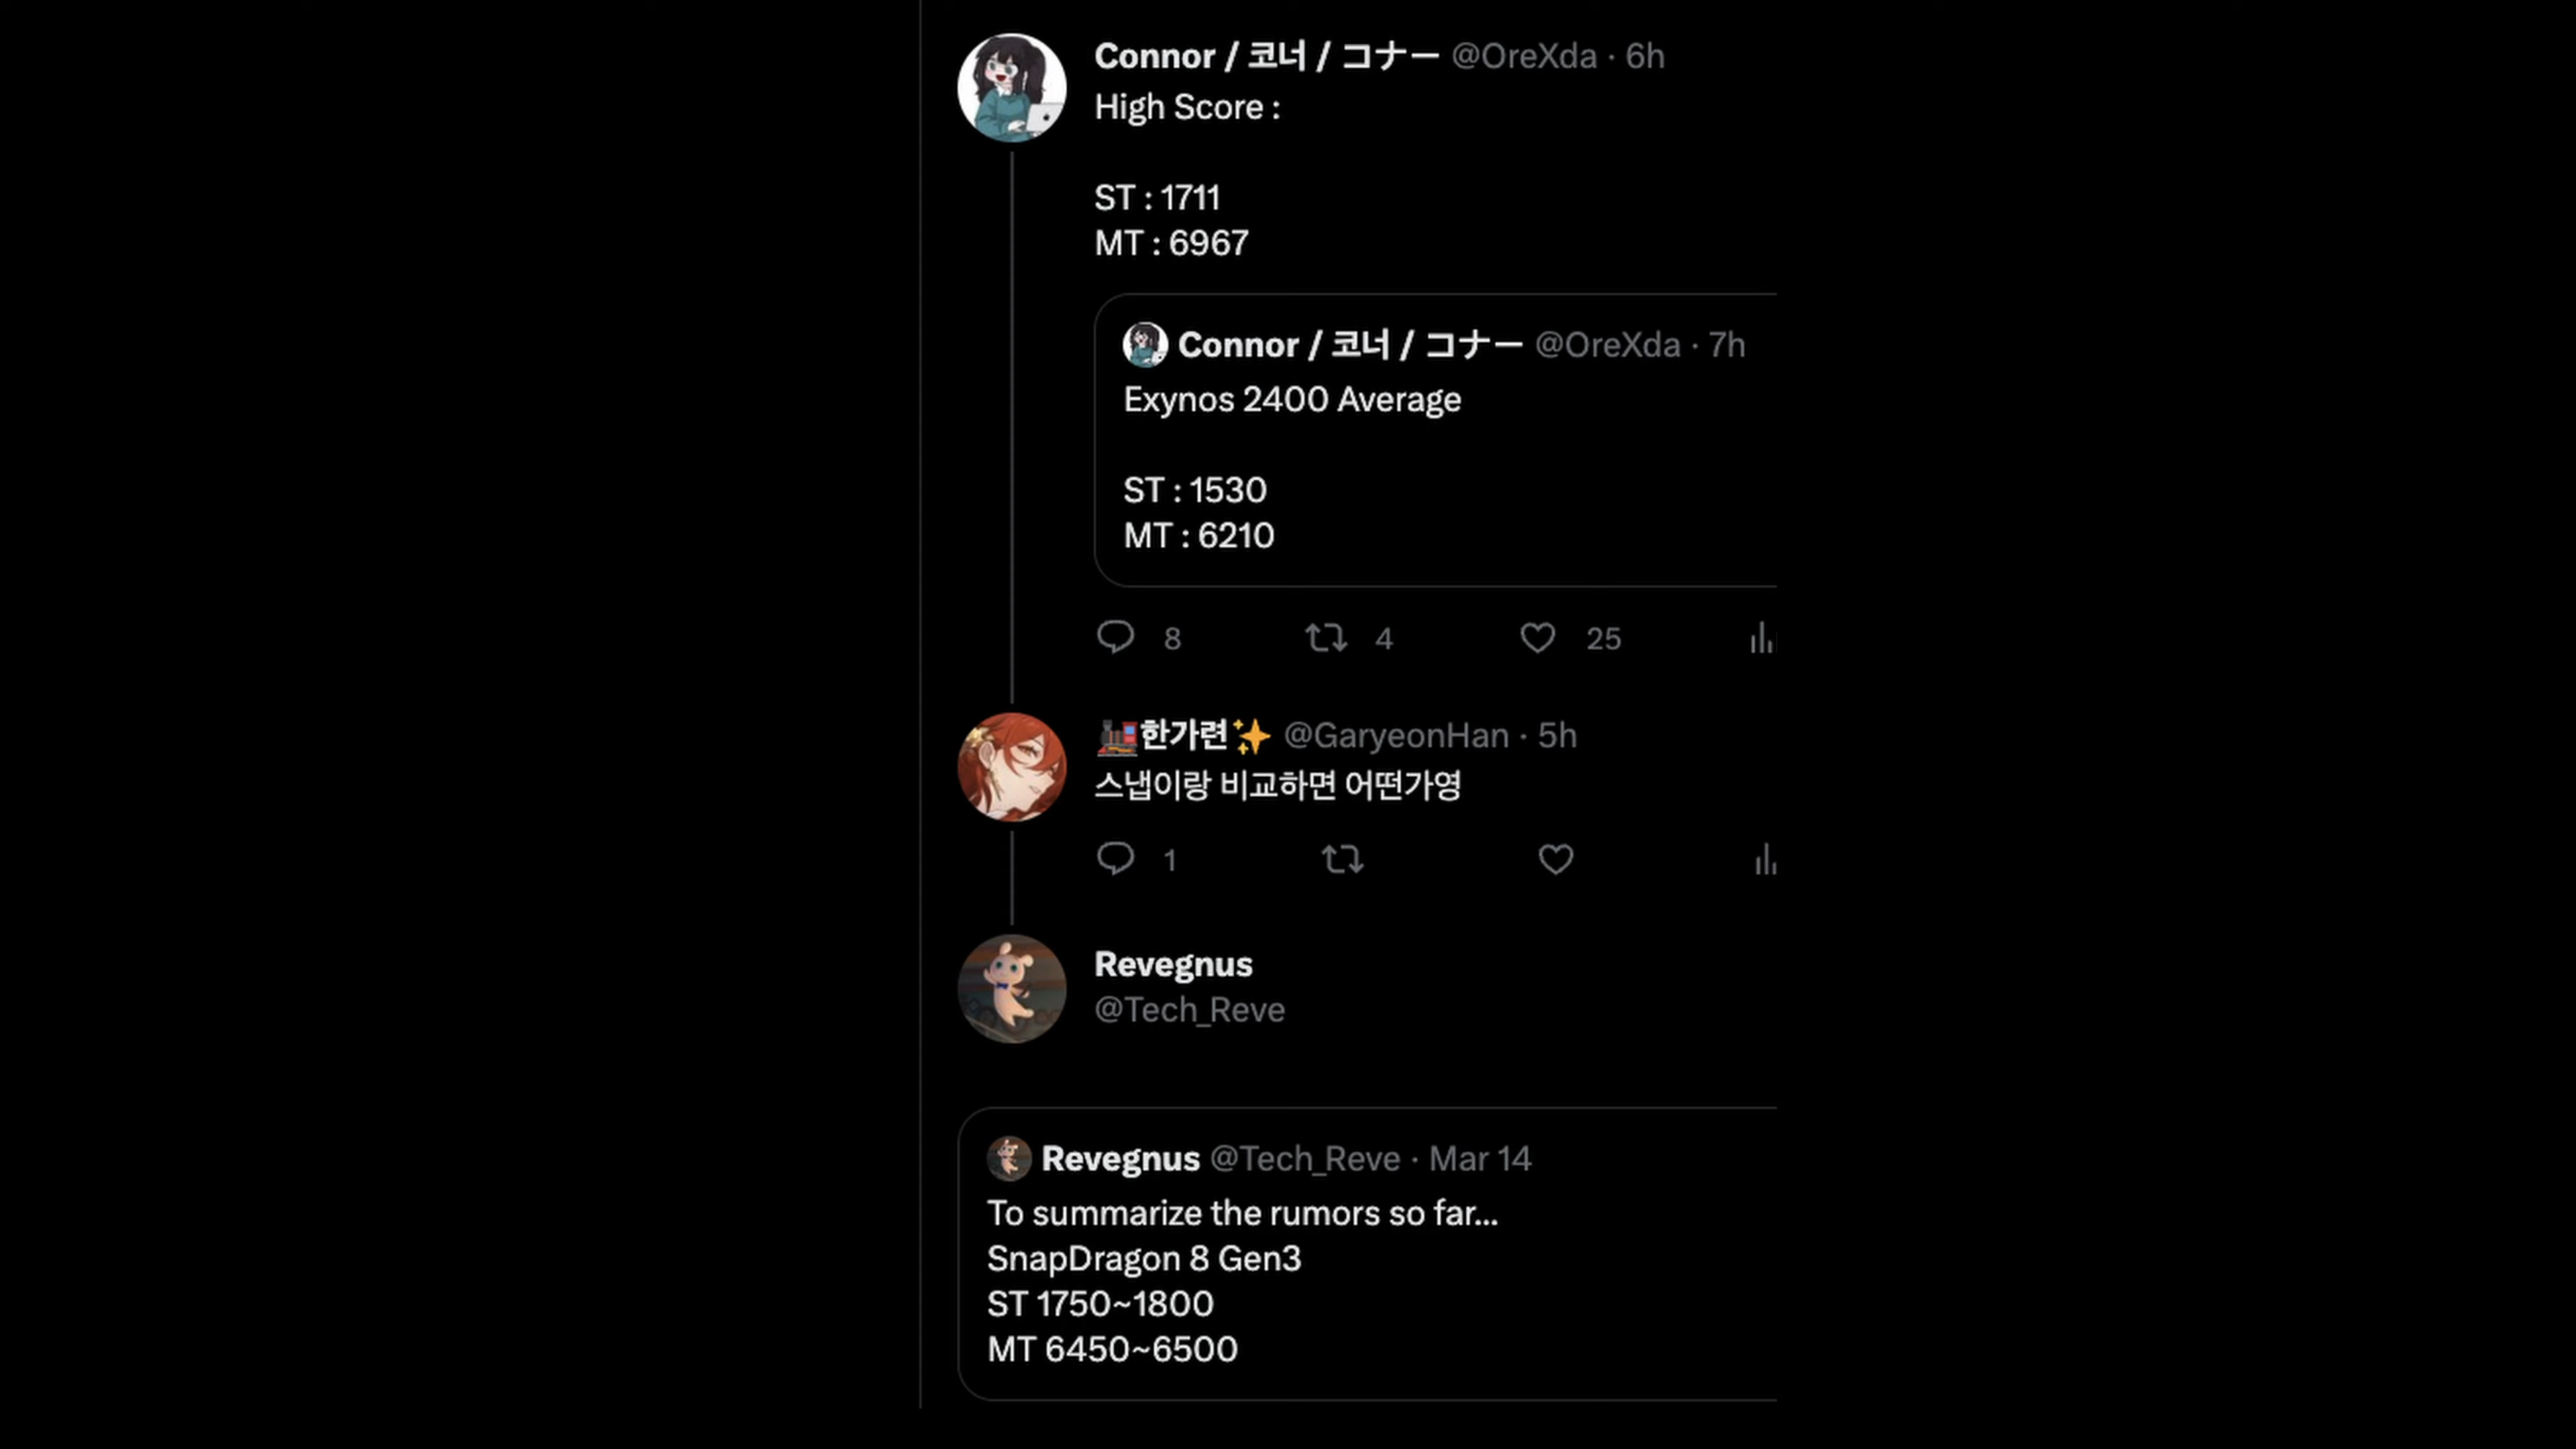 Connor / 코너 / コナー @OreXda · 6h
High Score :
ST : 1711
MT : 6967
Connor / 코너 / コナー @OreXda · 7h
Exynos 2400 Average
ST : 1530
MT : 6210
8 4 25
🚂한가련✨ @GaryeonHan · 5h
스냅이랑 비교하면 어떤가영
1
Revegnus
@Tech_Reve
Revegnus @Tech_Reve · Mar 14
To summarize the rumors so far...
SnapDragon 8 Gen3
ST 1750~1800
MT 6450~6500